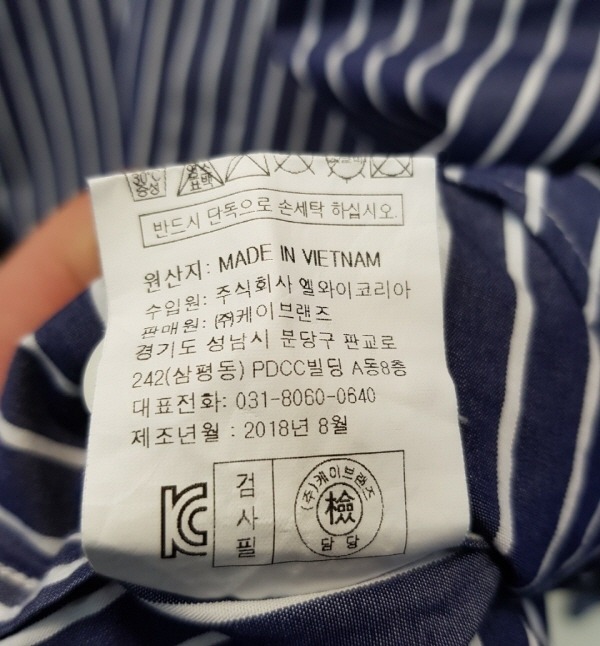 30℃
중성
표백
반드시 단독으로 손세탁 하십시오.
원산지: MADE IN VIETNAM
수입원: 주식회사 엘와이코리아
판매원: ㈜케이브랜즈
경기도 성남시 분당구 판교로
242(삼평동) PDCC빌딩 A동8층
대표전화: 031-8060-0640
제조년월 : 2018년 8월
KC
검사필
(주)케이브랜즈
檢
담당